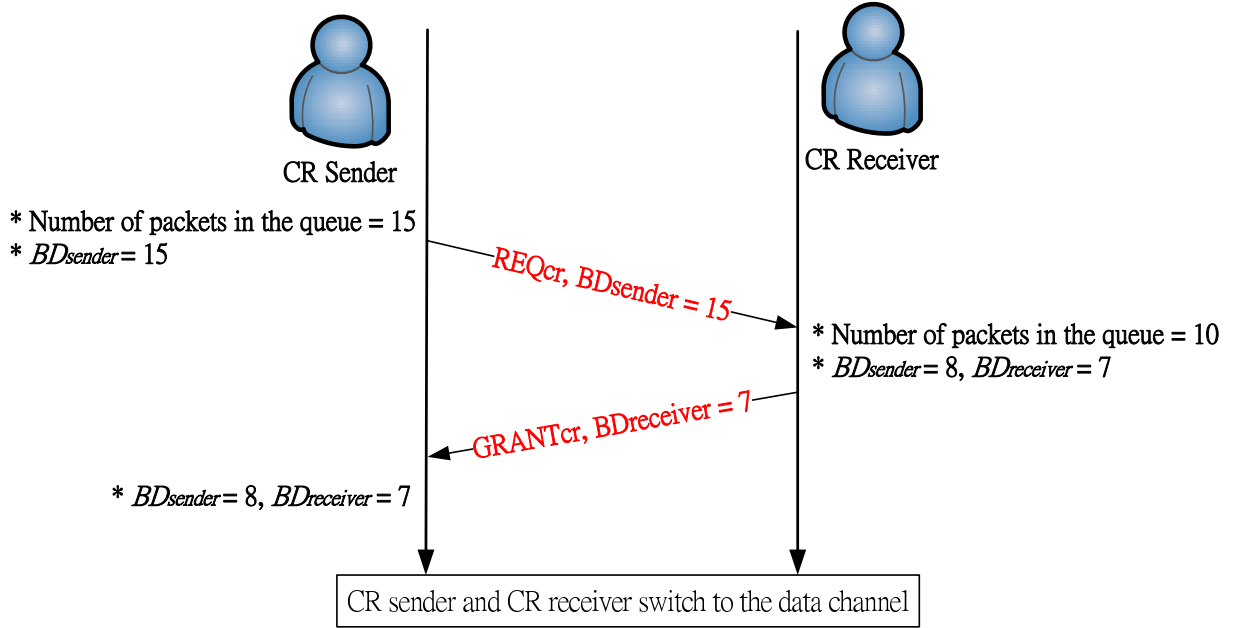 CR Sender
CR Receiver
* Number of packets in the queue = 15
* BDsender = 15
REQcr, BDsender = 15
* Number of packets in the queue = 10
* BDsender = 8, BDreceiver = 7
GRANTcr, BDreceiver = 7
* BDsender = 8, BDreceiver = 7
CR sender and CR receiver switch to the data channel